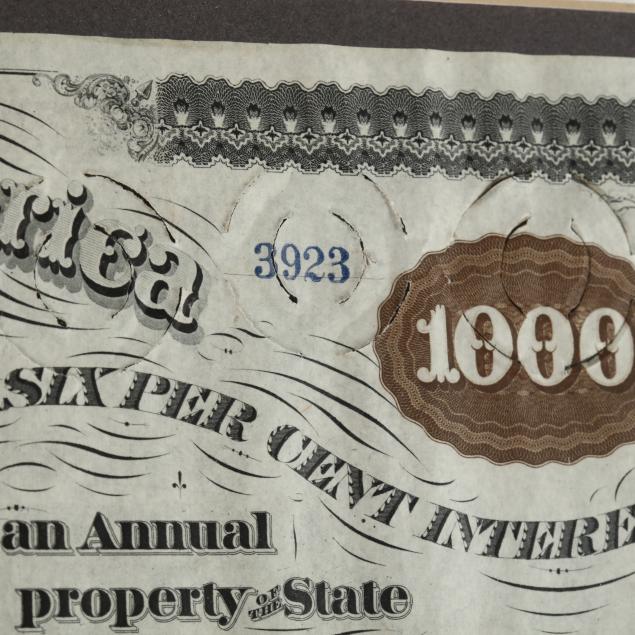 rica
3923
1000
SIX PER CENT INTERE
an Annual
property OF THE State